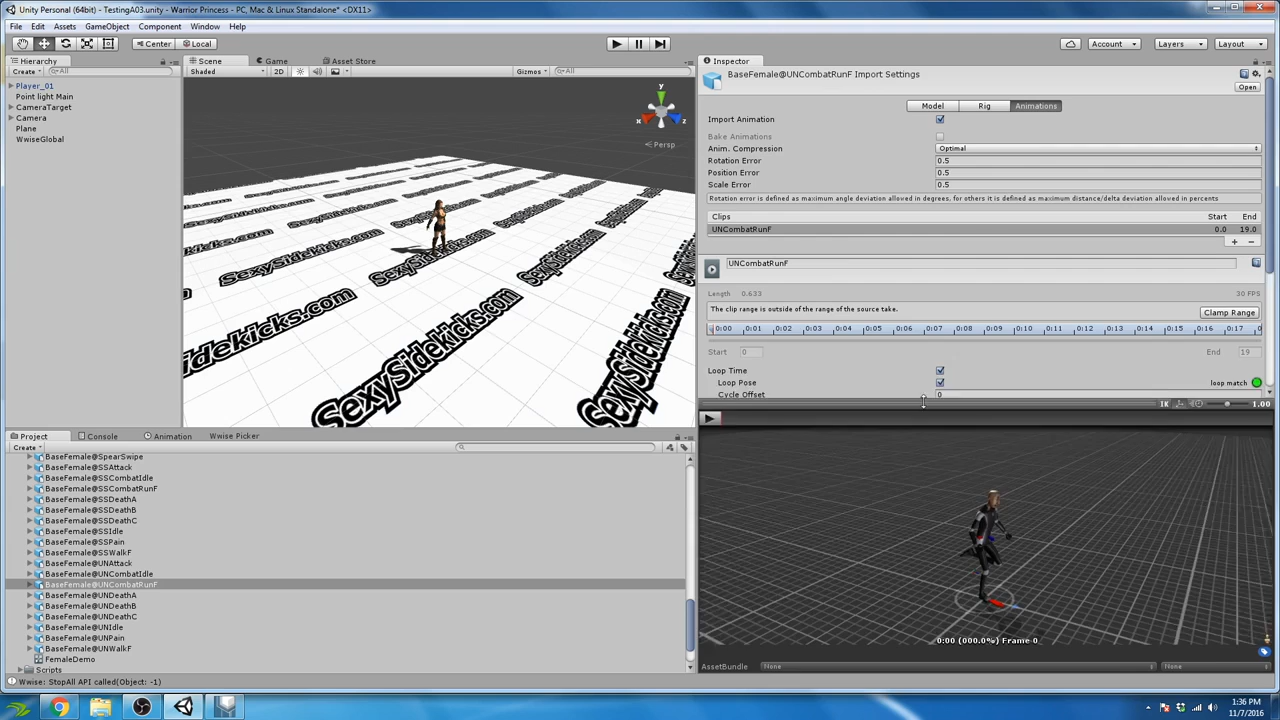 Unity Personal (64bit) - TestingA03.unity - Warrior Princess - PC, Mac & Linux Standalone* <DX11>
File Edit Assets GameObject Component Window Help
Center Local Account Layers Layout
Hierarchy
Create All
Player_01
Point light Main
CameraTarget
Camera
Plane
WwiseGlobal
Scene Game Asset Store
Shaded 2D Gizmos All
y
x
z
Persp
SexySidekicks.com
SexySidekicks.com
SexySidekicks.com
SexySidekicks.com
SexySidekicks.com
idekicks.com
SexySidekicks.com
SexySidekicks.com
Inspector
BaseFemale@UNCombatRunF Import Settings
Open
Model Rig Animations
Import Animation
Bake Animations
Anim. Compression Optimal
Rotation Error 0.5
Position Error 0.5
Scale Error 0.5
Rotation error is defined as maximum angle deviation allowed in degrees, for others it is defined as maximum distance/delta deviation allowed in percents
Clips Start End
UNCombatRunF 0.0 19.0
+ −
UNCombatRunF
Length 0.633 30 FPS
The clip range is outside of the range of the source take.
Clamp Range
0:00 0:01 0:02 0:03 0:04 0:05 0:06 0:07 0:08 0:09 0:10 0:11 0:12 0:13 0:14 0:15 0:16 0:17 0
Start 0 End 19
Loop Time
Loop Pose loop match
Cycle Offset 0
IK 1.00
0:00 (000.0%) Frame 0
AssetBundle None None
Project Console Animation Wwise Picker
Create
BaseFemale@SpearSwipe
BaseFemale@SSAttack
BaseFemale@SSCombatIdle
BaseFemale@SSCombatRunF
BaseFemale@SSDeathA
BaseFemale@SSDeathB
BaseFemale@SSDeathC
BaseFemale@SSIdle
BaseFemale@SSPain
BaseFemale@SSWalkF
BaseFemale@UNAttack
BaseFemale@UNCombatIdle
BaseFemale@UNCombatRunF
BaseFemale@UNDeathA
BaseFemale@UNDeathB
BaseFemale@UNDeathC
BaseFemale@UNIdle
BaseFemale@UNPain
BaseFemale@UNWalkF
FemaleDemo
Scripts
Wwise: StopAll API called(Object: -1)
1:36 PM
11/7/2016